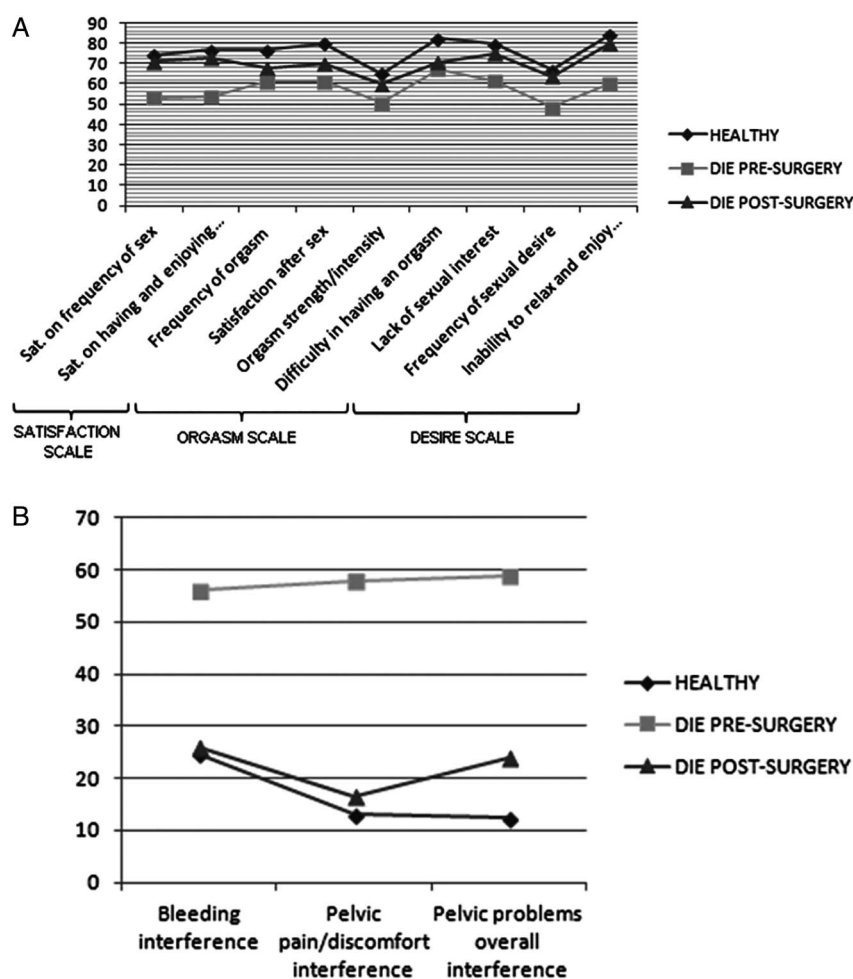 A
90
80
70
60
50
40
30
20
10
0
HEALTHY
DIE PRE-SURGERY
DIE POST-SURGERY
Sat. on frequency of sex
Sat. on having and enjoying...
Frequency of orgasm
Satisfaction after sex
Orgasm strength/intensity
Difficulty in having an orgasm
Lack of sexual interest
Frequency of sexual desire
Inability to relax and enjoy...
SATISFACTION
SCALE
ORGASM SCALE
DESIRE SCALE
B
70
60
50
40
30
20
10
0
HEALTHY
DIE PRE-SURGERY
DIE POST-SURGERY
Bleeding
interference
Pelvic
pain/discomfort
interference
Pelvic problems
overall
interference